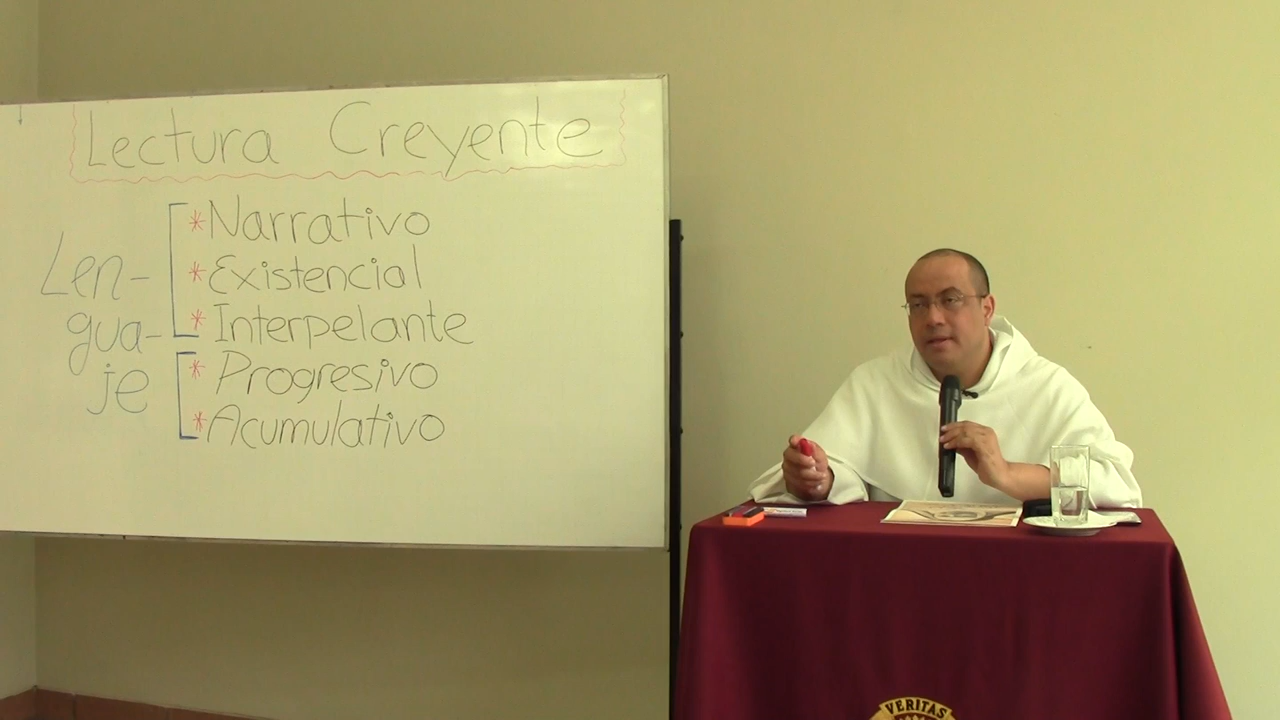 Lectura Creyente
*Narrativo
*Existencial
Len-
*Interpelante
gua-
*Progresivo
je
*Acumulativo
VERITAS